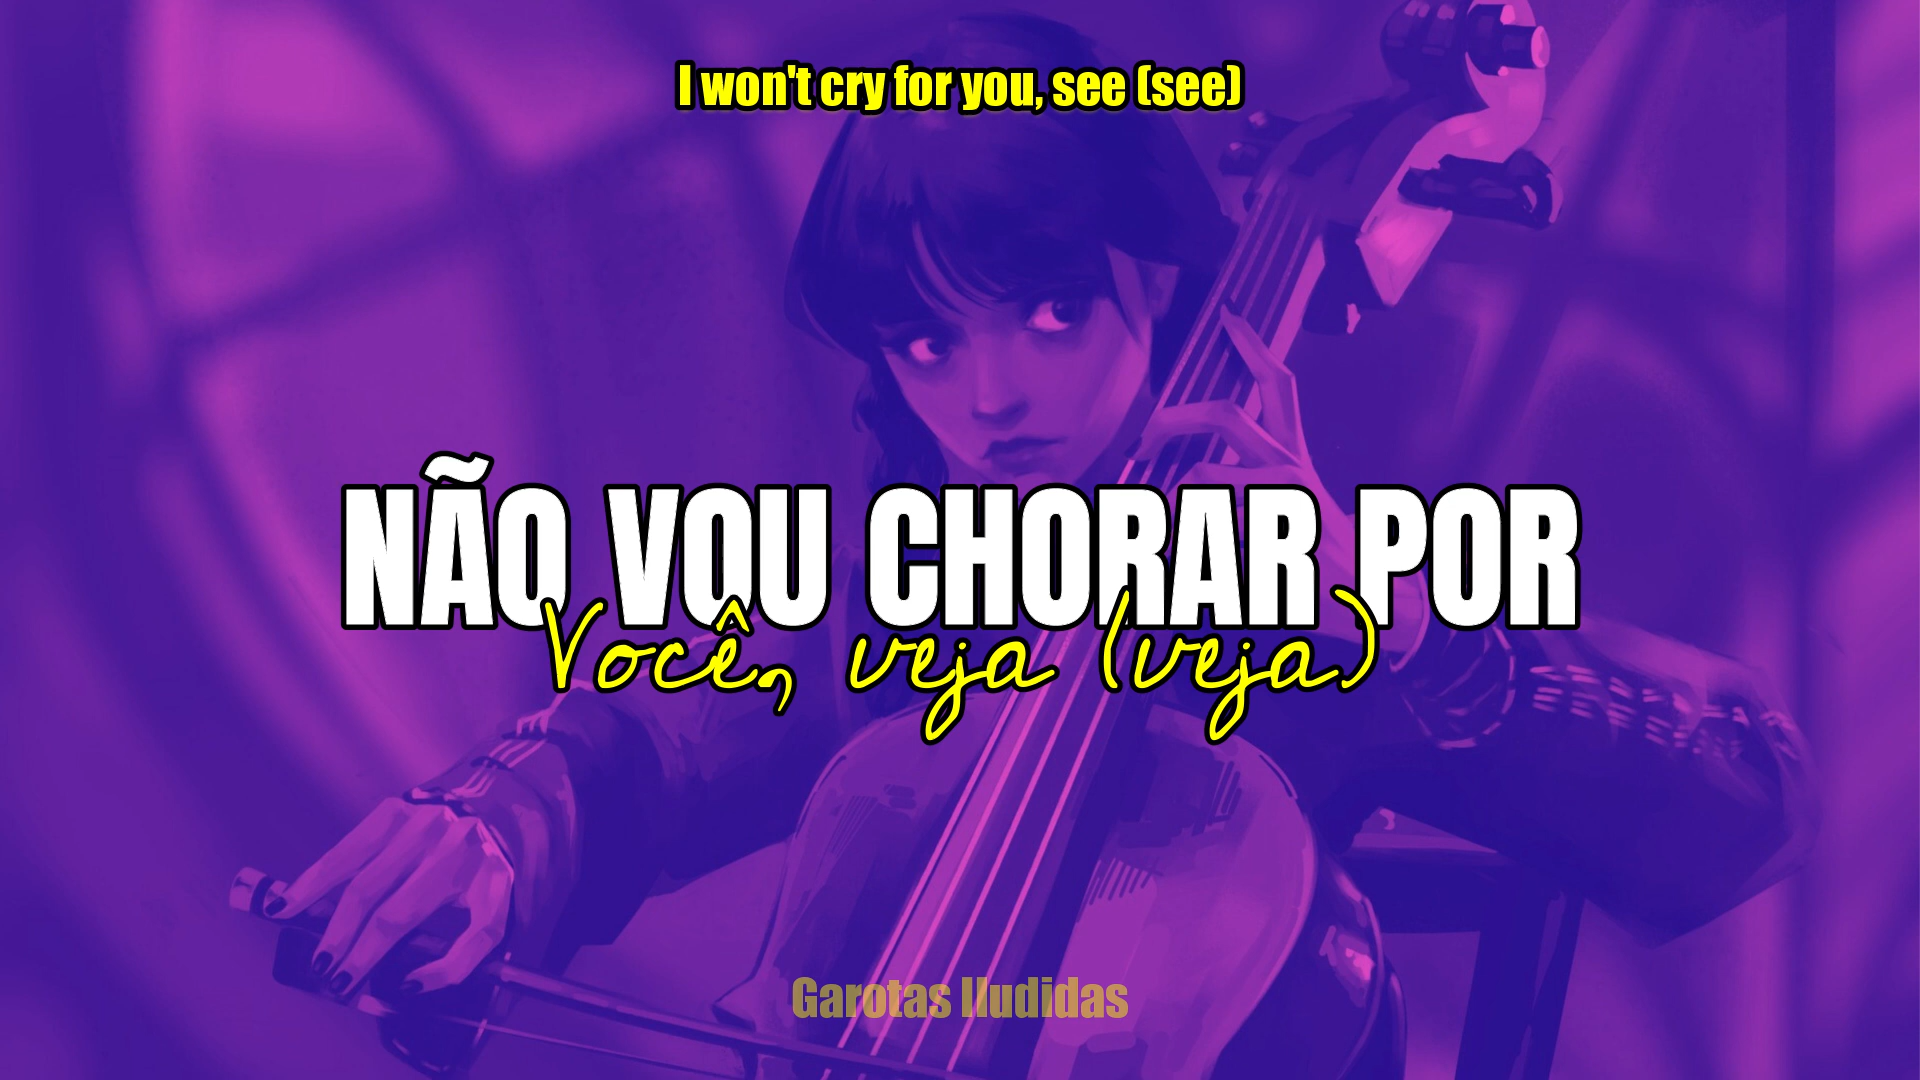 I won't cry for you, see (see)
NÃO VOU CHORAR POR
Você, veja (veja)
Garotas Iludidas